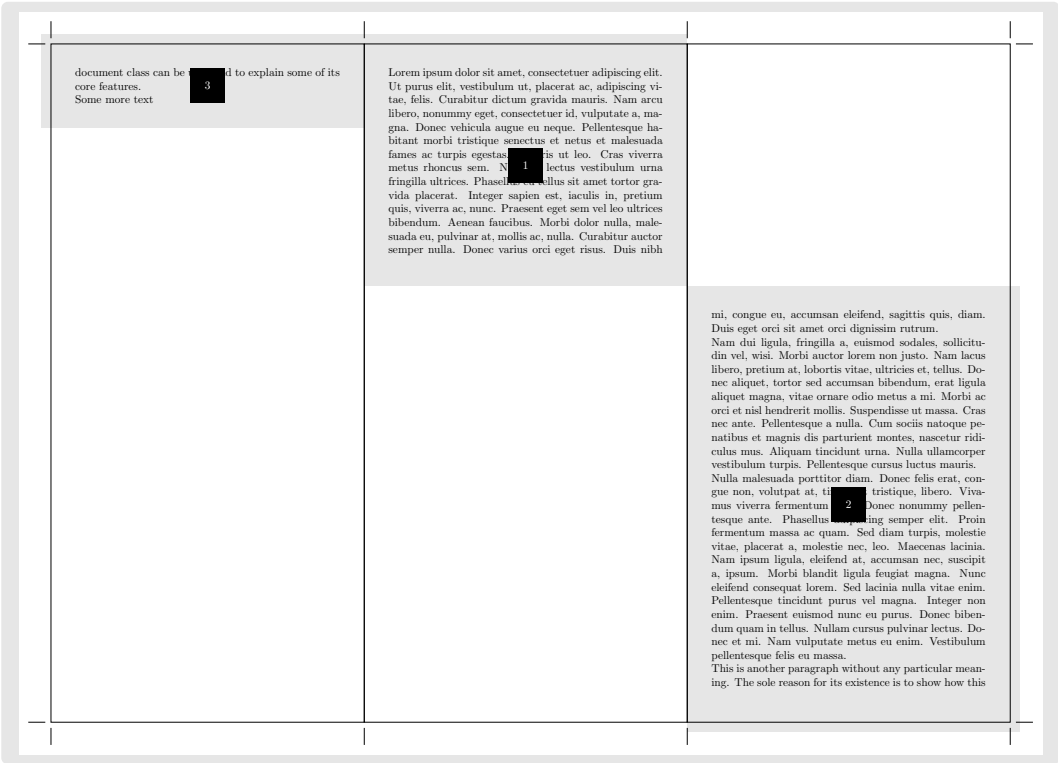 document class can be d to explain some of its
core features.
Some more text
3
Lorem ipsum dolor sit amet, consectetuer adipiscing elit.
Ut purus elit, vestibulum ut, placerat ac, adipiscing vi-
tae, felis. Curabitur dictum gravida mauris. Nam arcu
libero, nonummy eget, consectetuer id, vulputate a, ma-
gna. Donec vehicula augue eu neque. Pellentesque ha-
bitant morbi tristique senectus et netus et malesuada
fames ac turpis egestas. ris ut leo. Cras viverra
metus rhoncus sem. N lectus vestibulum urna
fringilla ultrices. Phasellus eu tellus sit amet tortor gra-
vida placerat. Integer sapien est, iaculis in, pretium
quis, viverra ac, nunc. Praesent eget sem vel leo ultrices
bibendum. Aenean faucibus. Morbi dolor nulla, male-
suada eu, pulvinar at, mollis ac, nulla. Curabitur auctor
semper nulla. Donec varius orci eget risus. Duis nibh
1
mi, congue eu, accumsan eleifend, sagittis quis, diam.
Duis eget orci sit amet orci dignissim rutrum.
Nam dui ligula, fringilla a, euismod sodales, sollicitu-
din vel, wisi. Morbi auctor lorem non justo. Nam lacus
libero, pretium at, lobortis vitae, ultricies et, tellus. Do-
nec aliquet, tortor sed accumsan bibendum, erat ligula
aliquet magna, vitae ornare odio metus a mi. Morbi ac
orci et nisl hendrerit mollis. Suspendisse ut massa. Cras
nec ante. Pellentesque a nulla. Cum sociis natoque pe-
natibus et magnis dis parturient montes, nascetur ridi-
culus mus. Aliquam tincidunt urna. Nulla ullamcorper
vestibulum turpis. Pellentesque cursus luctus mauris.
Nulla malesuada porttitor diam. Donec felis erat, con-
gue non, volutpat at, ti tristique, libero. Viva-
mus viverra fermentum Donec nonummy pellen-
tesque ante. Phasellus adipiscing semper elit. Proin
fermentum massa ac quam. Sed diam turpis, molestie
vitae, placerat a, molestie nec, leo. Maecenas lacinia.
Nam ipsum ligula, eleifend at, accumsan nec, suscipit
a, ipsum. Morbi blandit ligula feugiat magna. Nunc
eleifend consequat lorem. Sed lacinia nulla vitae enim.
Pellentesque tincidunt purus vel magna. Integer non
enim. Praesent euismod nunc eu purus. Donec biben-
dum quam in tellus. Nullam cursus pulvinar lectus. Do-
nec et mi. Nam vulputate metus eu enim. Vestibulum
pellentesque felis eu massa.
This is another paragraph without any particular mean-
ing. The sole reason for its existence is to show how this
2